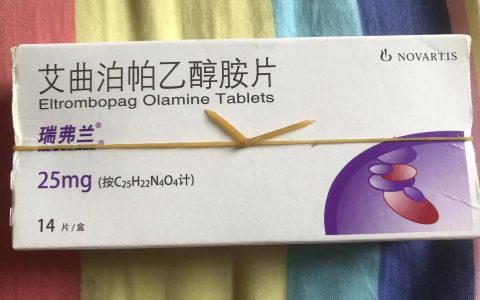 NOVARTIS
艾曲泊帕乙醇胺片
Eltrombopag Olamine Tablets
瑞弗兰®
25mg (按C25H22N4O4计)
14 片/盒